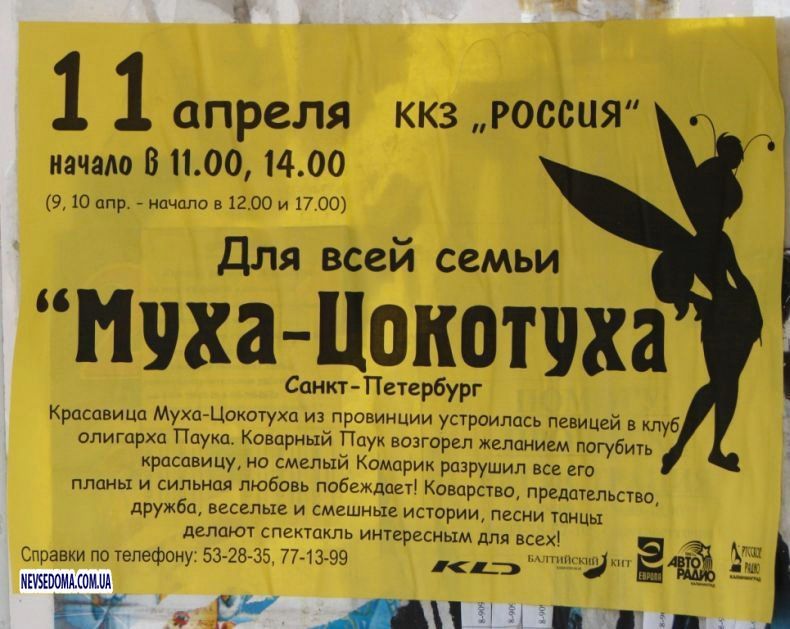 11 апреля ККЗ „РОССИЯ“
начало в 11.00, 14.00
(9, 10 апр. - начало в 12.00 и 17.00)
Для всей семьи
“Муха-Цокотуха”
Санкт-Петербург
Красавица Муха-Цокотуха из провинции устроилась певицей в клуб
олигарха Паука. Коварный Паук возгорел желанием погубить
красавицу, но смелый Комарик разрушил все его
планы и сильная любовь побеждает! Коварство, предательство,
дружба, веселые и смешные истории, песни танцы
делают спектакль интересным для всех!
Справки по телефону: 53-28-35, 77-13-99
KLD БАЛТИЙСКИЙ КИТ ЕВРОПА АВТО РАДИО КАЛИНИНГРАД РУССКОЕ РАДИО КАЛИНИНГРАД
NEVSEDOMA.COM.UA